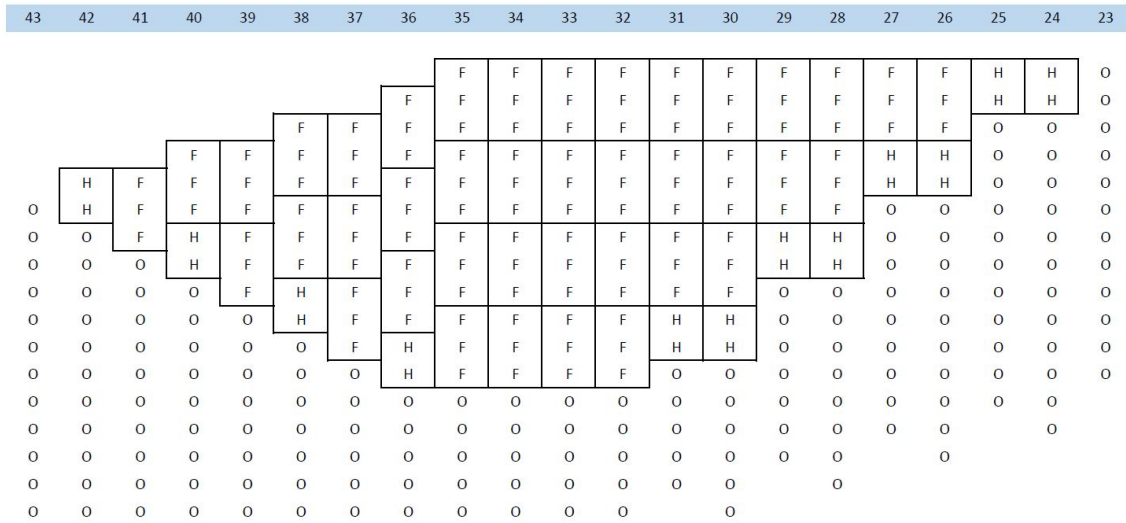 43 42 41 40 39 38 37 36 35 34 33 32 31 30 29 28 27 26 25 24 23
F F F F F F F F F F H H O
F F F F F F F F F F F H H O
F F F F F F F F F F F F F O O O
F F F F F F F F F F F F F H H O O O
H F F F F F F F F F F F F F F H H O O O
O H F F F F F F F F F F F F F F O O O O O
O O F H F F F F F F F F F F H H O O O O O
O O O H F F F F F F F F F F H H O O O O O
O O O O F H F F F F F F F F O O O O O O O
O O O O O H F F F F F F H H O O O O O O O
O O O O O O F H F F F F H H O O O O O O O
O O O O O O O H F F F F O O O O O O O O O
O O O O O O O O O O O O O O O O O O O O
O O O O O O O O O O O O O O O O O O O
O O O O O O O O O O O O O O O O O
O O O O O O O O O O O O O O O
O O O O O O O O O O O O O